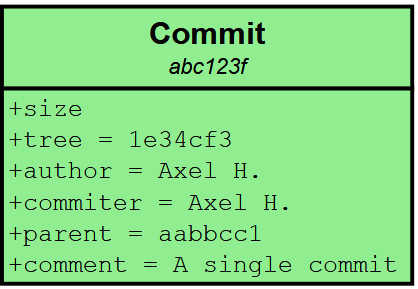 Commit
abc123f
+size
+tree = 1e34cf3
+author = Axel H.
+commiter = Axel H.
+parent = aabbcc1
+comment = A single commit